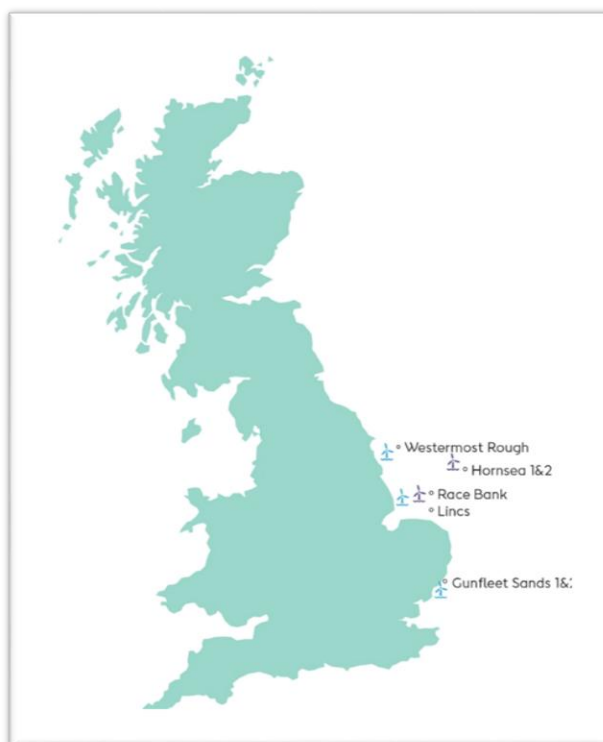 Westermost Rough
Hornsea 1&2
Race Bank
Lincs
Gunfleet Sands 1&